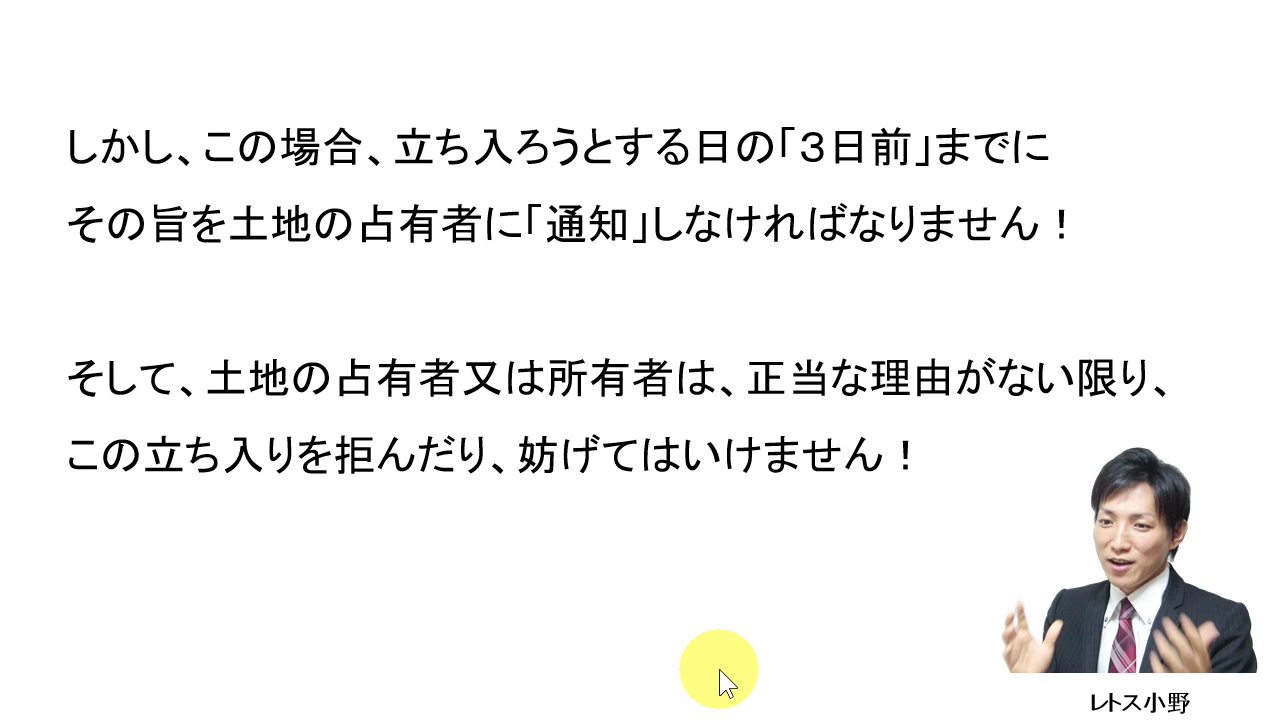 しかし、この場合、立ち入ろうとする日の「３日前」までに
その旨を土地の占有者に「通知」しなければなりません！
そして、土地の占有者又は所有者は、正当な理由がない限り、
この立ち入りを拒んだり、妨げてはいけません！
レトス小野